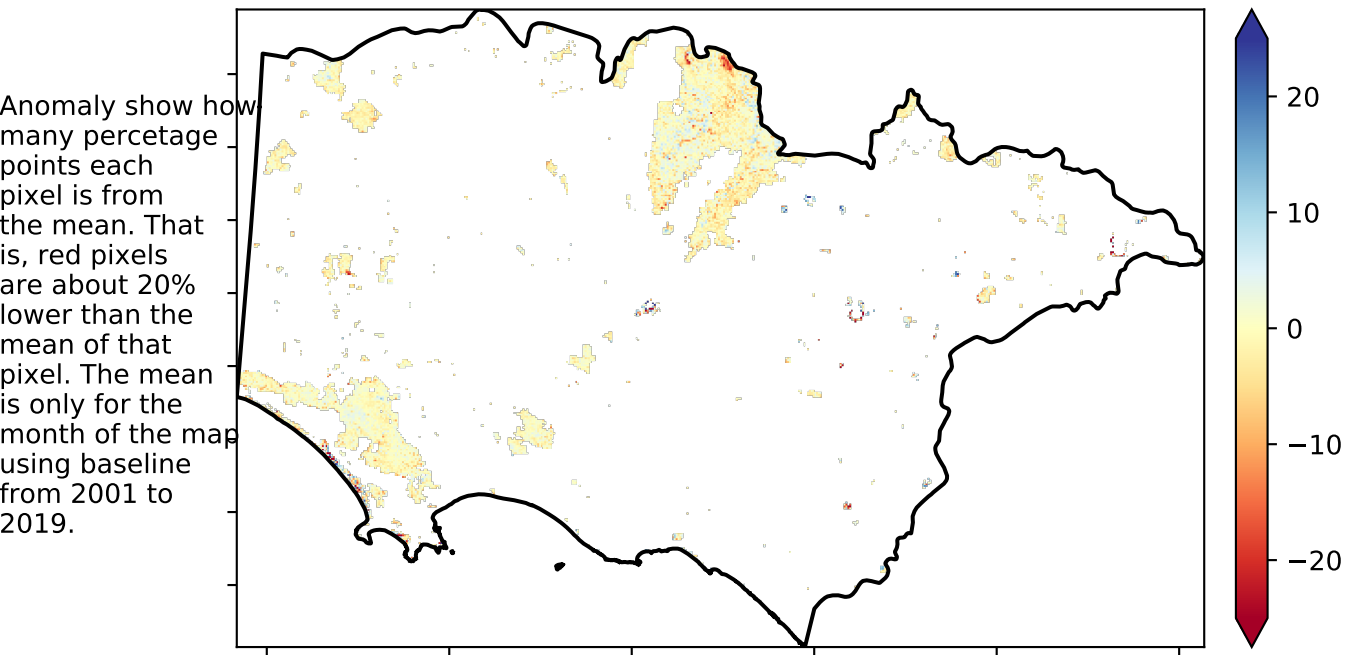 Anomaly show how
many percetage
points each
pixel is from
the mean. That
is, red pixels
are about 20%
lower than the
mean of that
pixel. The mean
is only for the
month of the map
using baseline
from 2001 to
2019.
20
10
0
−10
−20